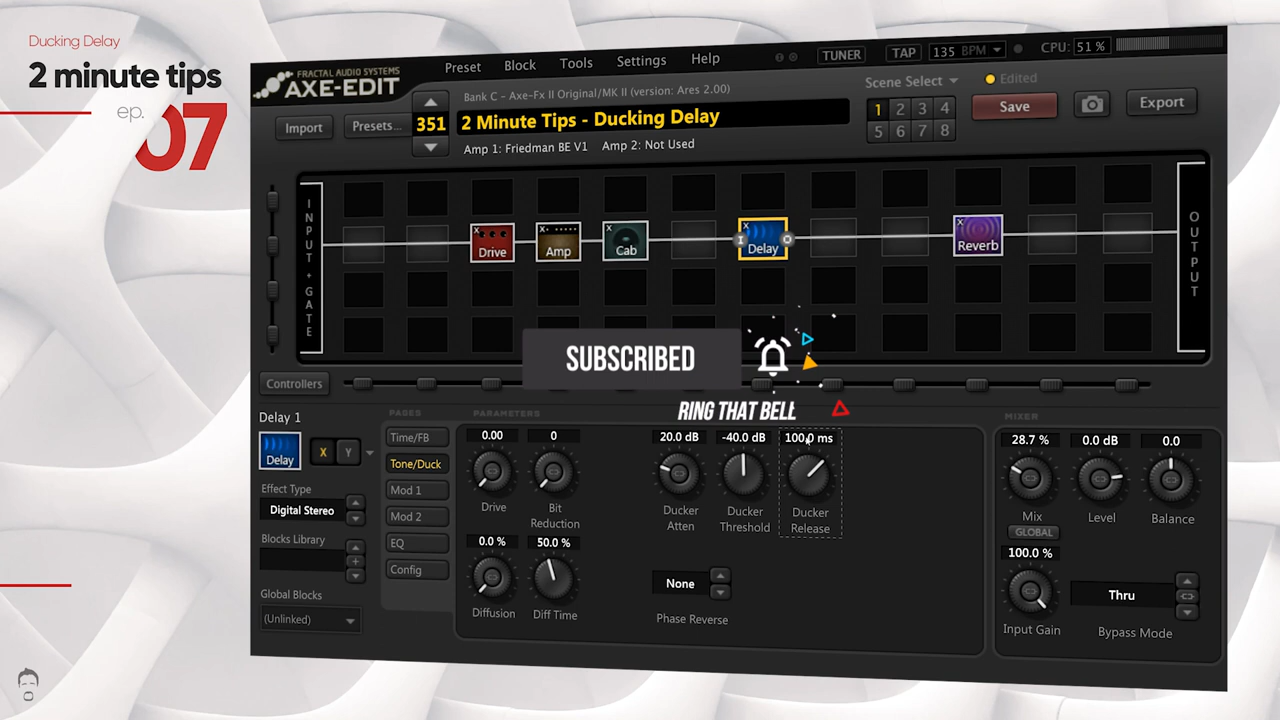 Ducking Delay
2 minute tips
ep. 07
FRACTAL AUDIO SYSTEMS
AXE-EDIT
Preset Block Tools Settings Help
TUNER TAP 135 BPM CPU: 51 %
Import Presets... 351
Bank C - Axe-Fx II Original/MK II (version: Ares 2.00)
2 Minute Tips - Ducking Delay
Amp 1: Friedman BE V1 Amp 2: Not Used
Scene Select
1 2 3 4
5 6 7 8
Edited
Save Export
INPUT + GATE
X Drive
X Amp
X Cab
I Delay O
X Reverb
OUTPUT
SUBSCRIBED
RING THAT BELL
Controllers
Delay 1
Delay
X Y
Effect Type
Digital Stereo
Blocks Library
Global Blocks
(Unlinked)
PAGES
Time/FB
Tone/Duck
Mod 1
Mod 2
EQ
Config
PARAMETERS
0.00 0 20.0 dB -40.0 dB 100.0 ms
Drive Bit Reduction Ducker Atten Ducker Threshold Ducker Release
0.0 % 50.0 %
Diffusion Diff Time
None
Phase Reverse
MIXER
28.7 % 0.0 dB 0.0
Mix Level Balance
GLOBAL
100.0 %
Input Gain
Thru
Bypass Mode